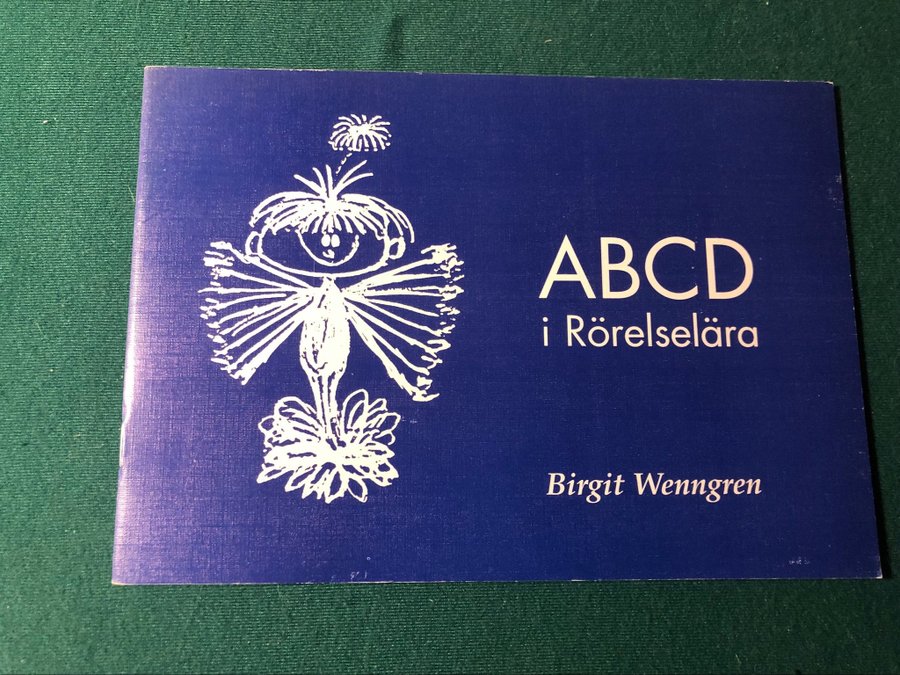 ABCD
i Rörelselära
Birgit Wenngren